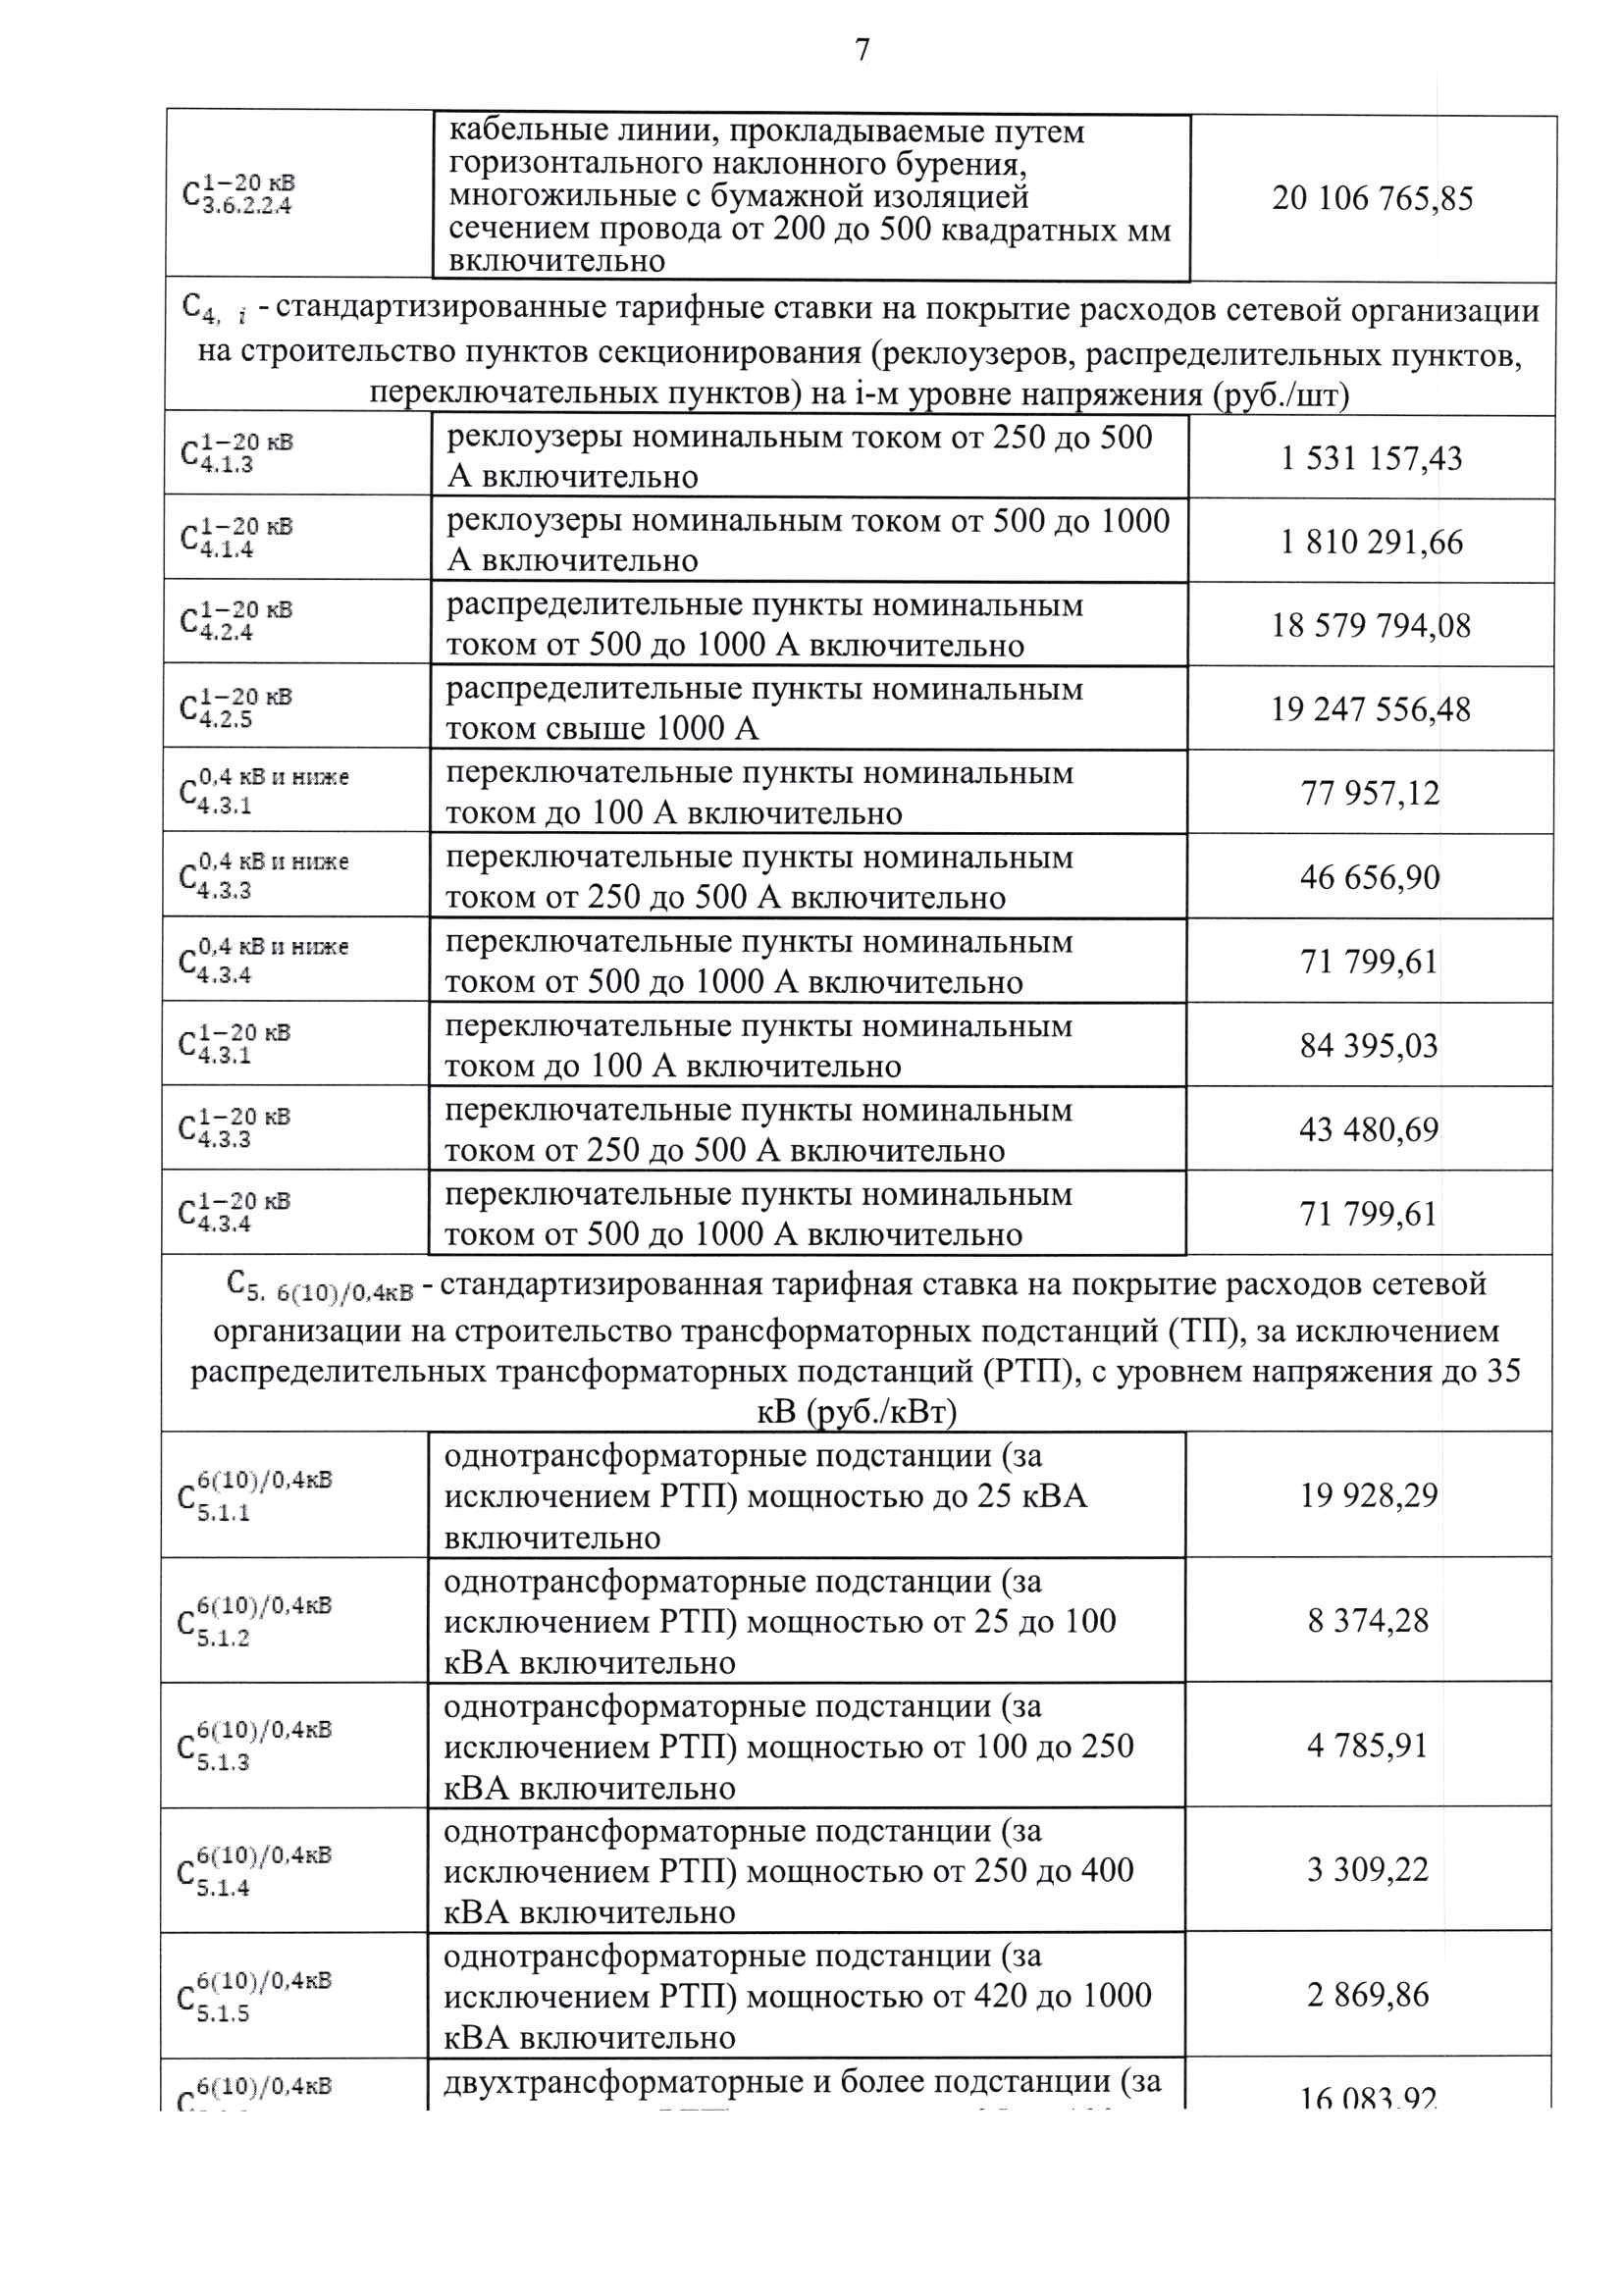 7
С 1–20 кВ 3.6.2.2.4
кабельные линии, прокладываемые путем
горизонтального наклонного бурения,
многожильные с бумажной изоляцией
сечением провода от 200 до 500 квадратных мм
включительно
20 106 765,85
С4, i - стандартизированные тарифные ставки на покрытие расходов сетевой организации
на строительство пунктов секционирования (реклоузеров, распределительных пунктов,
переключательных пунктов) на i-м уровне напряжения (руб./шт)
С 1–20 кВ 4.1.3
реклоузеры номинальным током от 250 до 500
А включительно
1 531 157,43
С 1–20 кВ 4.1.4
реклоузеры номинальным током от 500 до 1000
А включительно
1 810 291,66
С 1–20 кВ 4.2.4
распределительные пункты номинальным
током от 500 до 1000 А включительно
18 579 794,08
С 1–20 кВ 4.2.5
распределительные пункты номинальным
током свыше 1000 А
19 247 556,48
С 0,4 кВ и ниже 4.3.1
переключательные пункты номинальным
током до 100 А включительно
77 957,12
С 0,4 кВ и ниже 4.3.3
переключательные пункты номинальным
током от 250 до 500 А включительно
46 656,90
С 0,4 кВ и ниже 4.3.4
переключательные пункты номинальным
током от 500 до 1000 А включительно
71 799,61
С 1–20 кВ 4.3.1
переключательные пункты номинальным
током до 100 А включительно
84 395,03
С 1–20 кВ 4.3.3
переключательные пункты номинальным
током от 250 до 500 А включительно
43 480,69
С 1–20 кВ 4.3.4
переключательные пункты номинальным
током от 500 до 1000 А включительно
71 799,61
С5. 6(10)/0,4кВ - стандартизированная тарифная ставка на покрытие расходов сетевой
организации на строительство трансформаторных подстанций (ТП), за исключением
распределительных трансформаторных подстанций (РТП), с уровнем напряжения до 35
кВ (руб./кВт)
С 6(10)/0,4кВ 5.1.1
однотрансформаторные подстанции (за
исключением РТП) мощностью до 25 кВА
включительно
19 928,29
С 6(10)/0,4кВ 5.1.2
однотрансформаторные подстанции (за
исключением РТП) мощностью от 25 до 100
кВА включительно
8 374,28
С 6(10)/0,4кВ 5.1.3
однотрансформаторные подстанции (за
исключением РТП) мощностью от 100 до 250
кВА включительно
4 785,91
С 6(10)/0,4кВ 5.1.4
однотрансформаторные подстанции (за
исключением РТП) мощностью от 250 до 400
кВА включительно
3 309,22
С 6(10)/0,4кВ 5.1.5
однотрансформаторные подстанции (за
исключением РТП) мощностью от 420 до 1000
кВА включительно
2 869,86
С 6(10)/0,4кВ
двухтрансформаторные и более подстанции (за
16 083,92